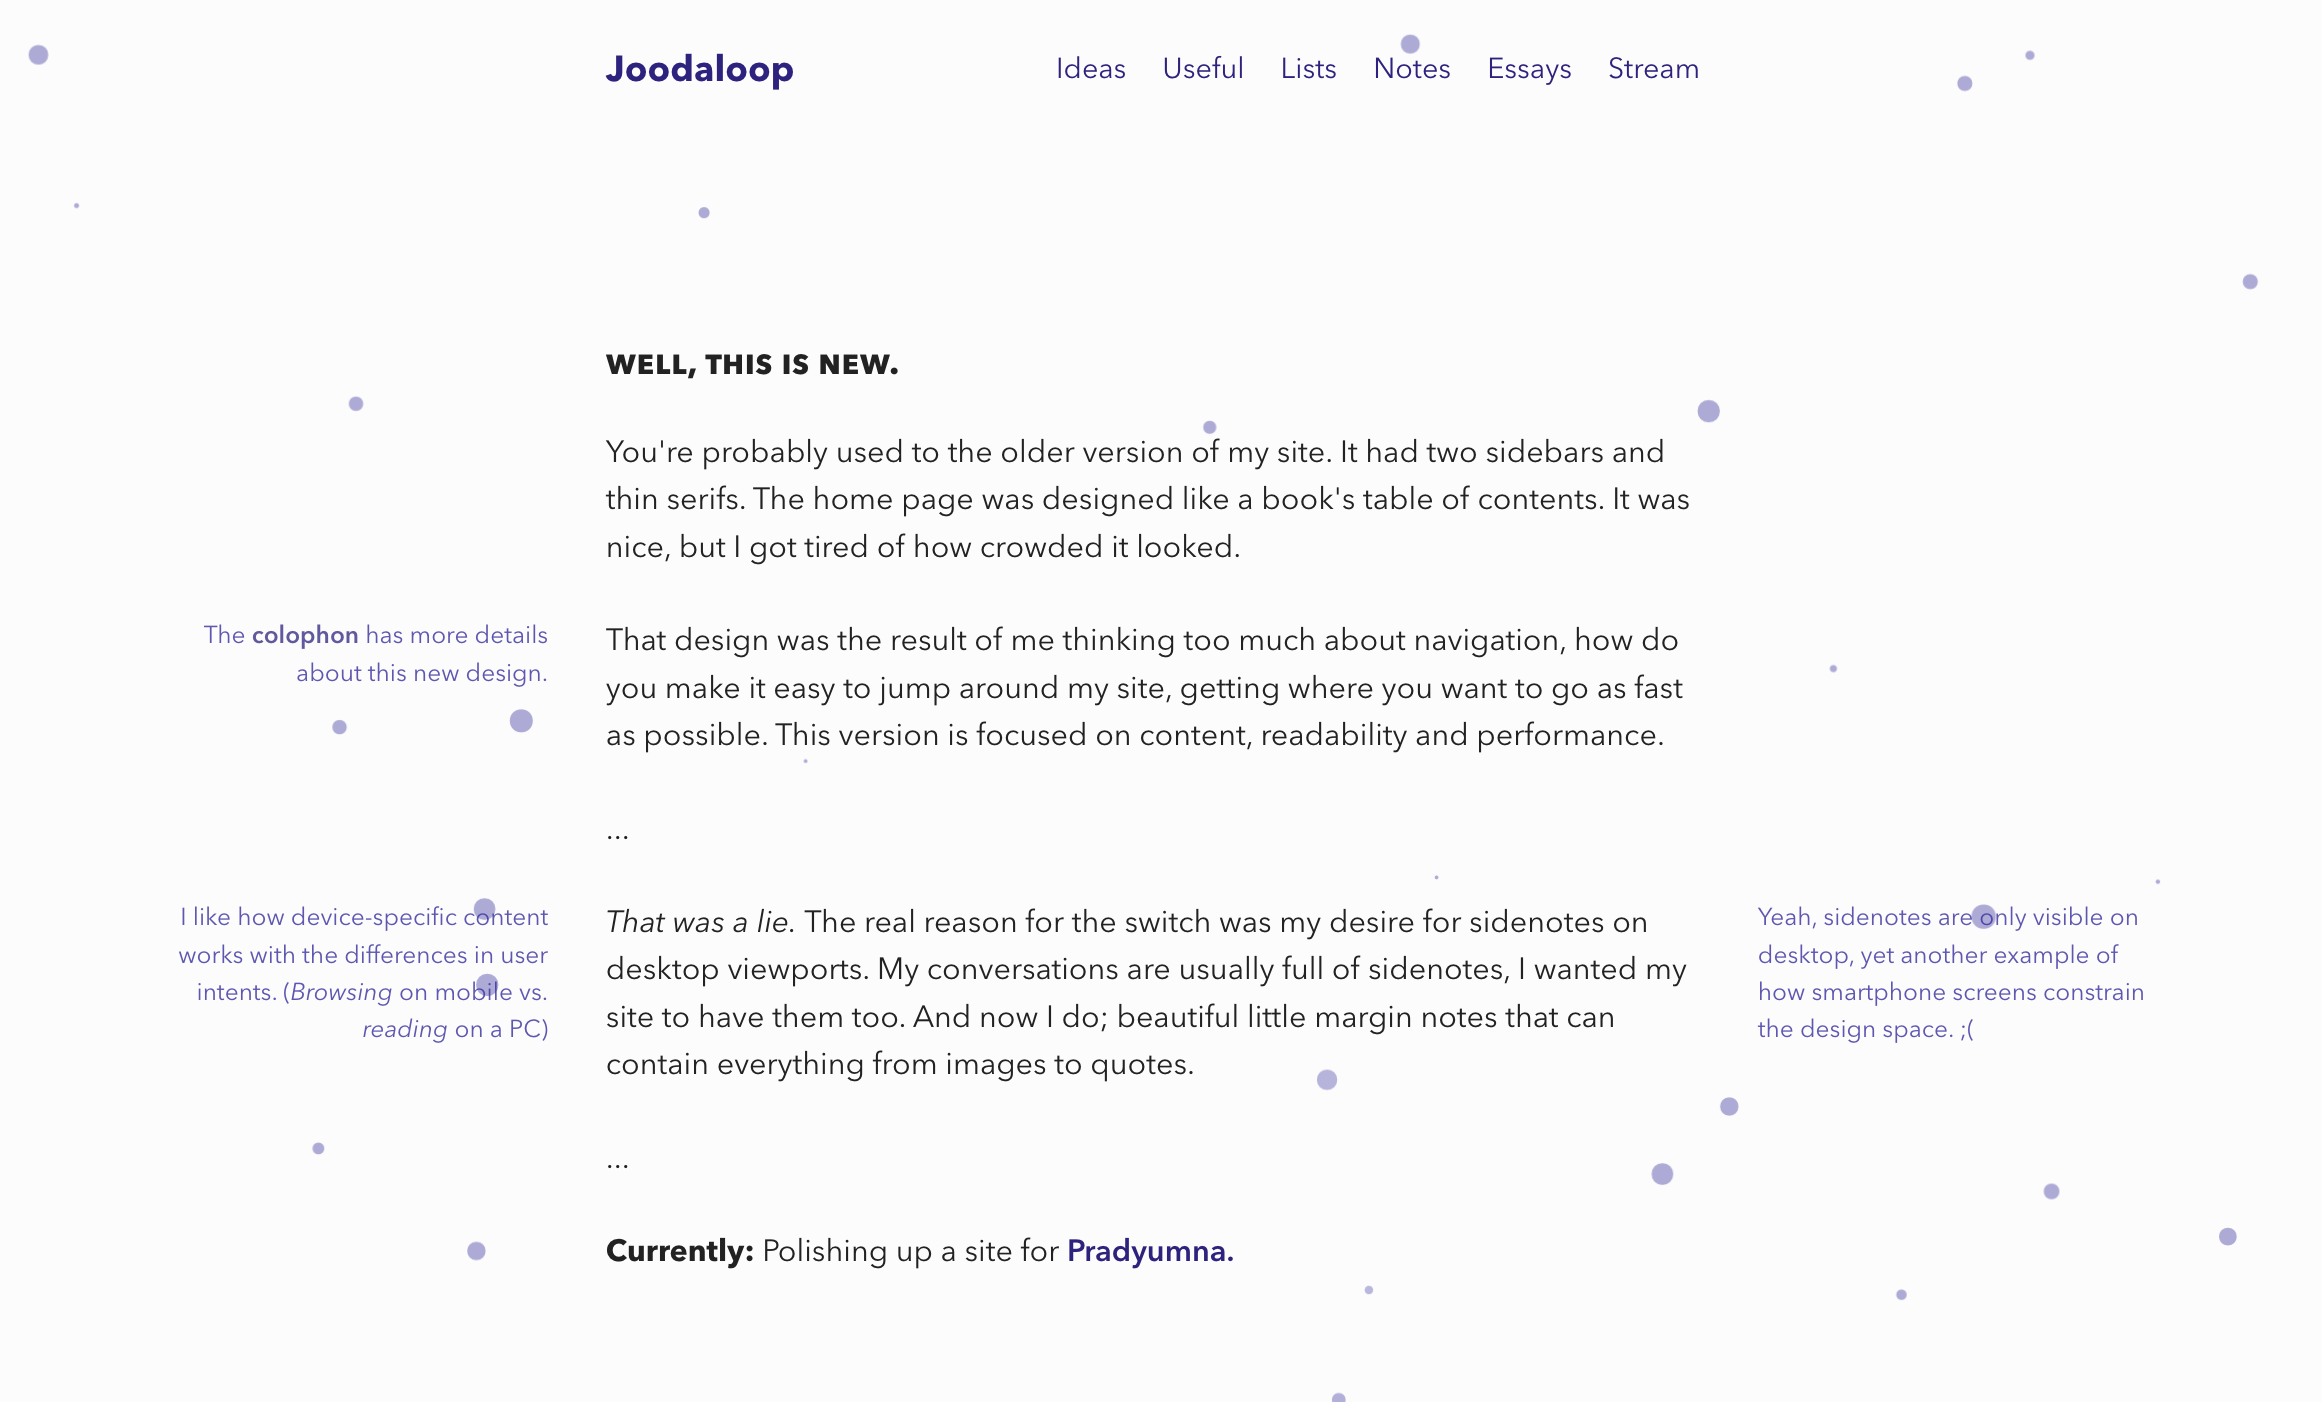 Joodaloop
Ideas Useful Lists Notes Essays Stream
WELL, THIS IS NEW.
You're probably used to the older version of my site. It had two sidebars and
thin serifs. The home page was designed like a book's table of contents. It was
nice, but I got tired of how crowded it looked.
The colophon has more details
about this new design.
That design was the result of me thinking too much about navigation, how do
you make it easy to jump around my site, getting where you want to go as fast
as possible. This version is focused on content, readability and performance.
...
I like how device-specific content
works with the differences in user
intents. (Browsing on mobile vs.
reading on a PC)
That was a lie. The real reason for the switch was my desire for sidenotes on
desktop viewports. My conversations are usually full of sidenotes, I wanted my
site to have them too. And now I do; beautiful little margin notes that can
contain everything from images to quotes.
Yeah, sidenotes are only visible on
desktop, yet another example of
how smartphone screens constrain
the design space. ;(
...
Currently: Polishing up a site for Pradyumna.